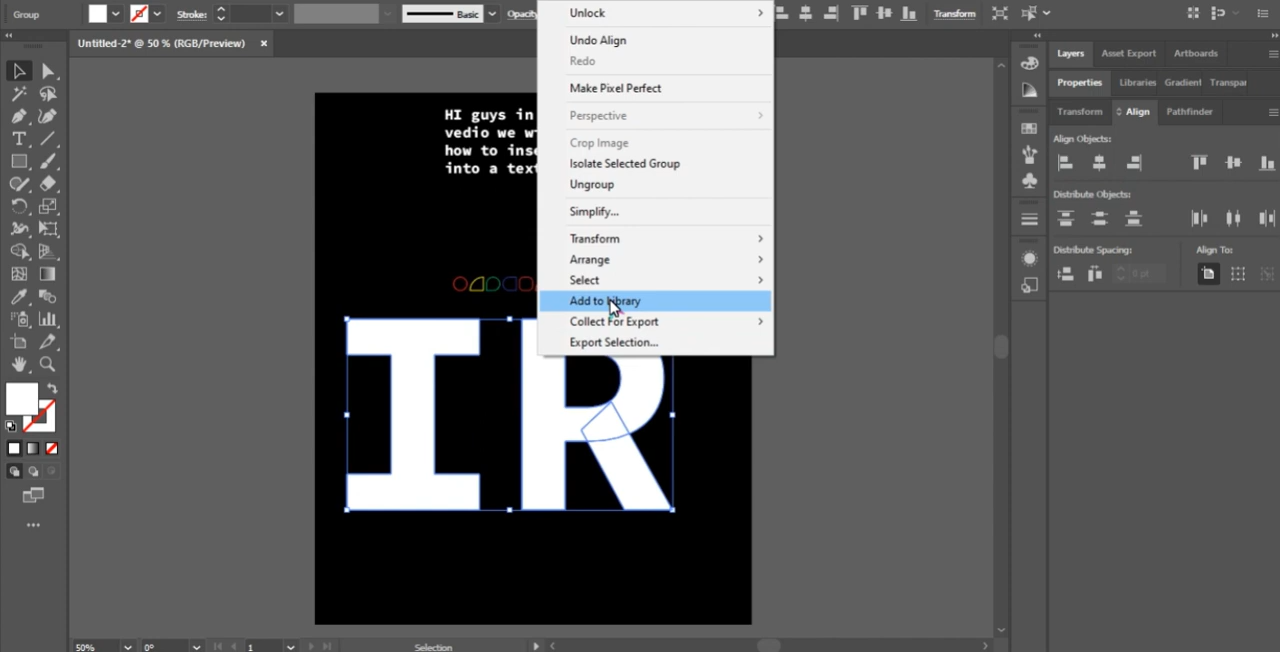 Group
Stroke:
Basic
Opacity
Transform
Untitled-2* @ 50 % (RGB/Preview) ×
Unlock
Undo Align
Redo
Make Pixel Perfect
Perspective
Crop Image
Isolate Selected Group
Ungroup
Simplify...
Transform
Arrange
Select
Add to Library
Collect For Export
Export Selection...
HI guys in
vedio we w
how to inse
into a text
IR
Layers Asset Export Artboards
Properties Libraries Gradient Transpar
Transform Align Pathfinder
Align Objects:
Distribute Objects:
Distribute Spacing: Align To:
0 pt
50% 0° 1 Selection